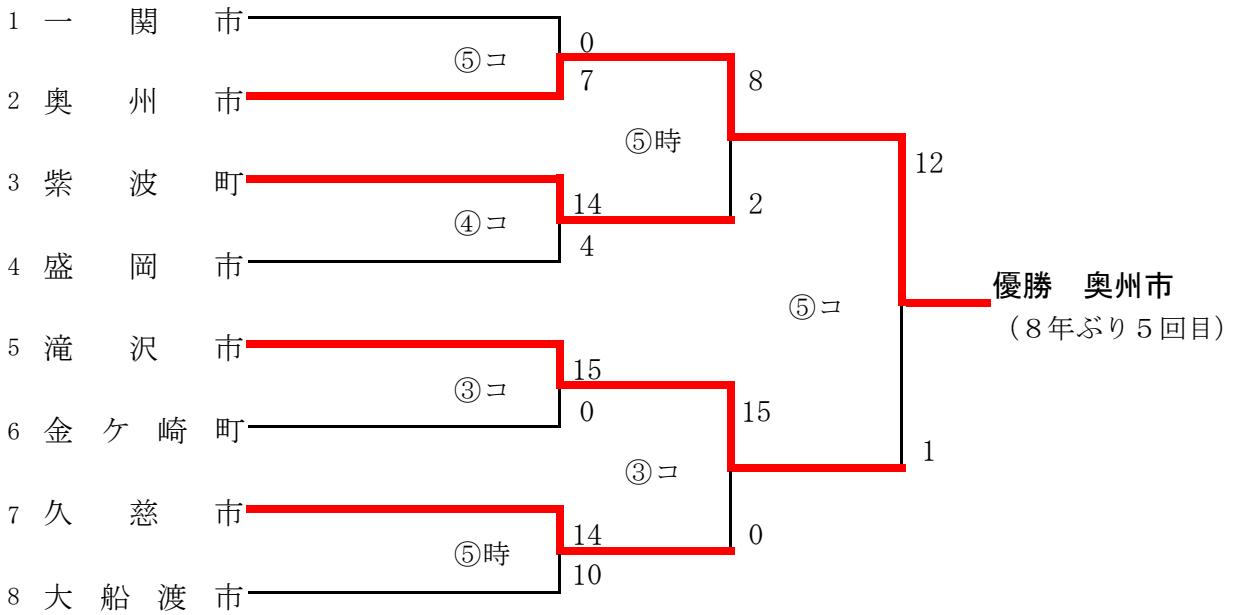 1 一関市
0
⑤コ
7
8
2 奥州市
⑤時
12
3 紫波町
14
2
④コ
4
4 盛岡市
優勝 奥州市
⑤コ
（８年ぶり５回目）
5 滝沢市
15
③コ
0
15
6 金ケ崎町
1
③コ
7 久慈市
14
0
⑤時
10
8 大船渡市